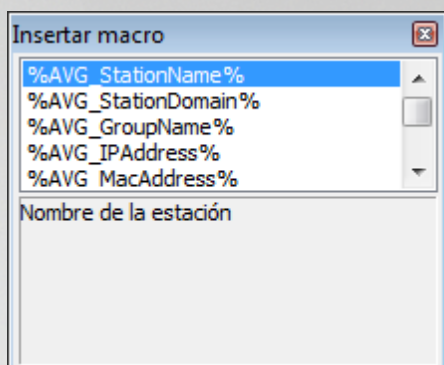 Insertar macro
%AVG_StationName%
%AVG_StationDomain%
%AVG_GroupName%
%AVG_IPAddress%
%AVG_MacAddress%
Nombre de la estación